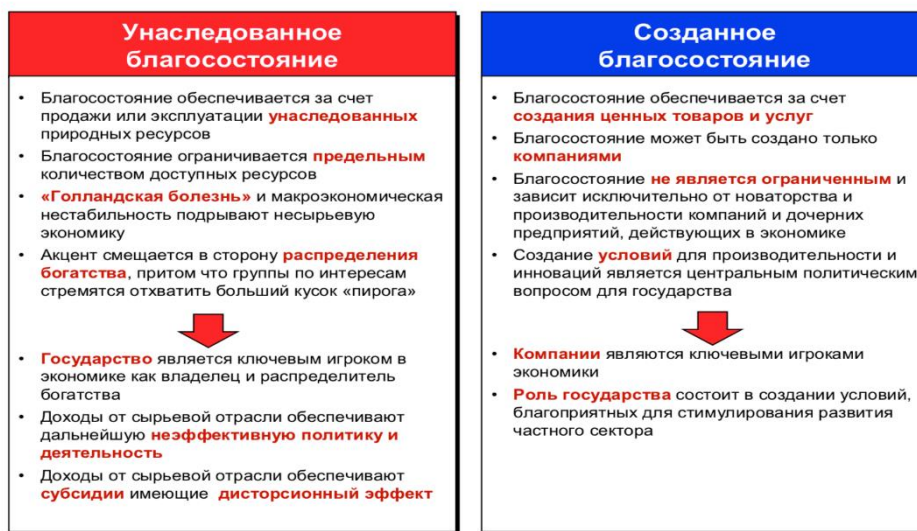 Унаследованное
благосостояние
• Благосостояние обеспечивается за счет
продажи или эксплуатации унаследованных
природных ресурсов
• Благосостояние ограничивается предельным
количеством доступных ресурсов
• «Голландская болезнь» и макроэкономическая
нестабильность подрывают несырьевую
экономику
• Акцент смещается в сторону распределения
богатства, притом что группы по интересам
стремятся отхватить больший кусок «пирога»
• Государство является ключевым игроком в
экономике как владелец и распределитель
богатства
• Доходы от сырьевой отрасли обеспечивают
дальнейшую неэффективную политику и
деятельность
• Доходы от сырьевой отрасли обеспечивают
субсидии имеющие дисторсионный эффект
Созданное
благосостояние
• Благосостояние обеспечивается за счет
создания ценных товаров и услуг
• Благосостояние может быть создано только
компаниями
• Благосостояние не является ограниченным и
зависит исключительно от новаторства и
производительности компаний и дочерних
предприятий, действующих в экономике
• Создание условий для производительности и
инноваций является центральным политическим
вопросом для государства
• Компании являются ключевыми игроками
экономики
• Роль государства состоит в создании условий,
благоприятных для стимулирования развития
частного сектора